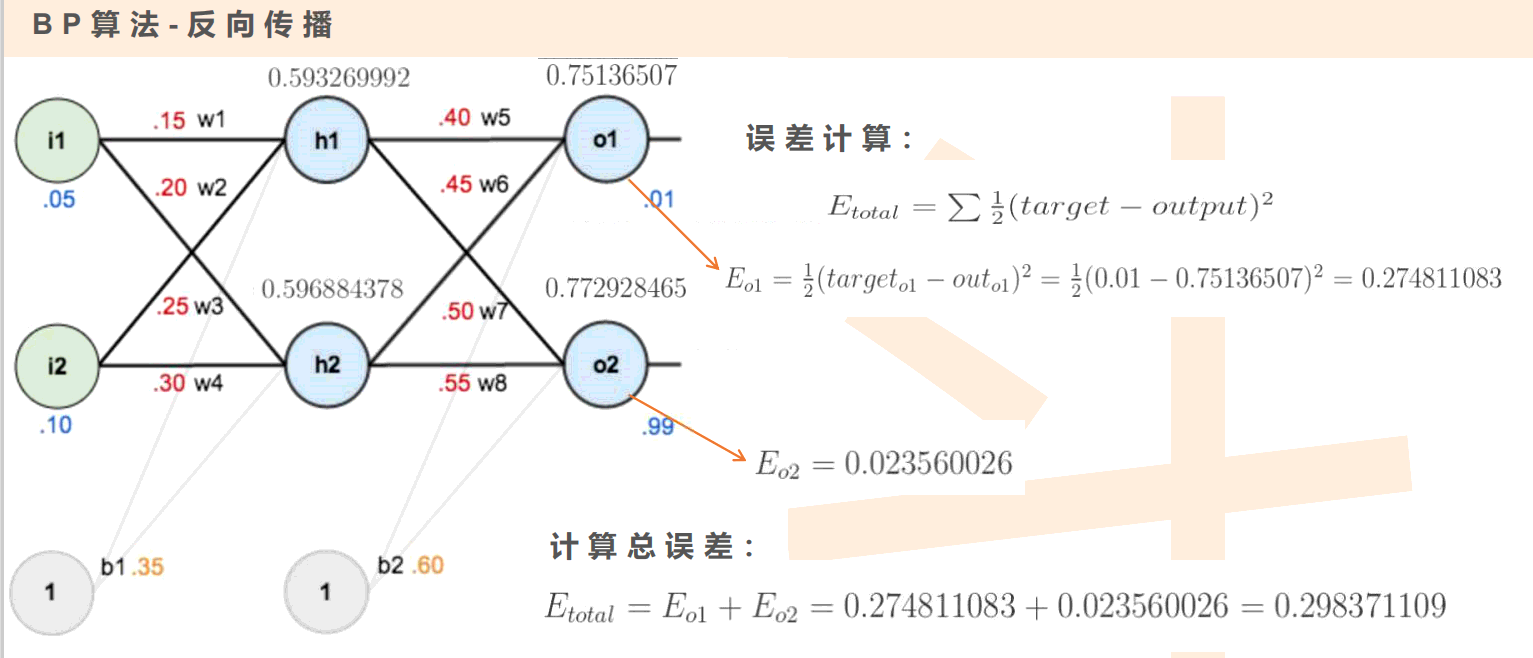 BP算法-反向传播
0.593269992
0.75136507
i1
.15 w1
h1
.40 w5
o1
误差计算：
.05
.20 w2
.45 w6
.01
E_{total} = ∑ \frac{1}{2}(target − output)^2
E_{o1} = \frac{1}{2}(target_{o1} − out_{o1})^2 = \frac{1}{2}(0.01 − 0.75136507)^2 = 0.274811083
0.596884378
0.772928465
.25 w3
.50 w7
i2
h2
o2
.30 w4
.55 w8
.10
.99
E_{o2} = 0.023560026
计算总误差：
1
b1 .35
1
b2 .60
E_{total} = E_{o1} + E_{o2} = 0.274811083 + 0.023560026 = 0.298371109